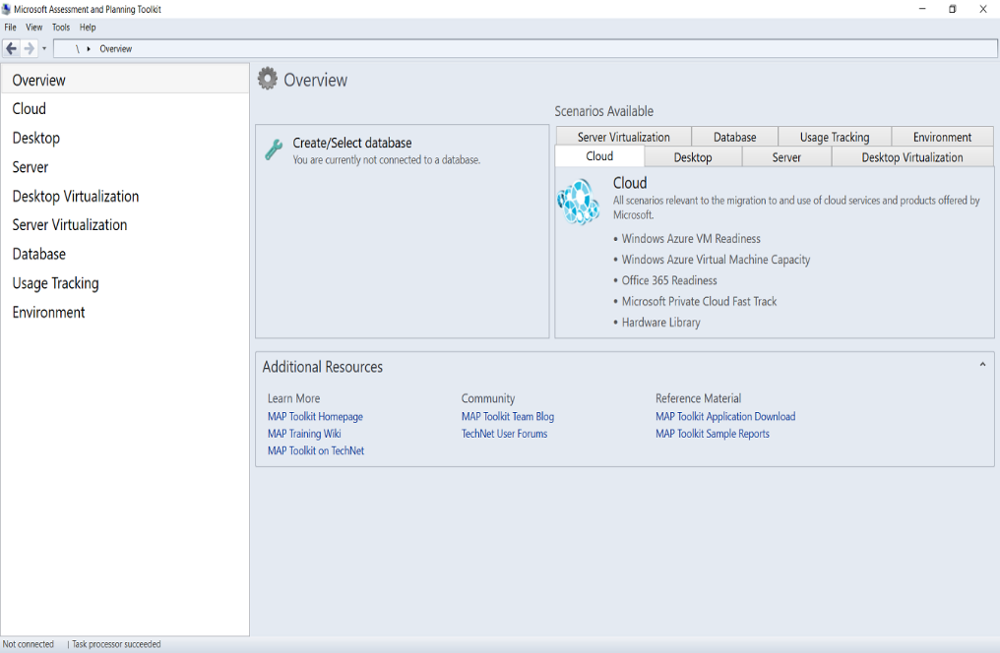 Microsoft Assessment and Planning Toolkit
File View Tools Help
\ Overview
Overview
Cloud
Desktop
Server
Desktop Virtualization
Server Virtualization
Database
Usage Tracking
Environment
Overview
Create/Select database
You are currently not connected to a database.
Scenarios Available
Server Virtualization Database Usage Tracking Environment
Cloud Desktop Server Desktop Virtualization
Cloud
All scenarios relevant to the migration to and use of cloud services and products offered by
Microsoft.
• Windows Azure VM Readiness
• Windows Azure Virtual Machine Capacity
• Office 365 Readiness
• Microsoft Private Cloud Fast Track
• Hardware Library
Additional Resources
Learn More
MAP Toolkit Homepage
MAP Training Wiki
MAP Toolkit on TechNet
Community
MAP Toolkit Team Blog
TechNet User Forums
Reference Material
MAP Toolkit Application Download
MAP Toolkit Sample Reports
Not connected | Task processor succeeded